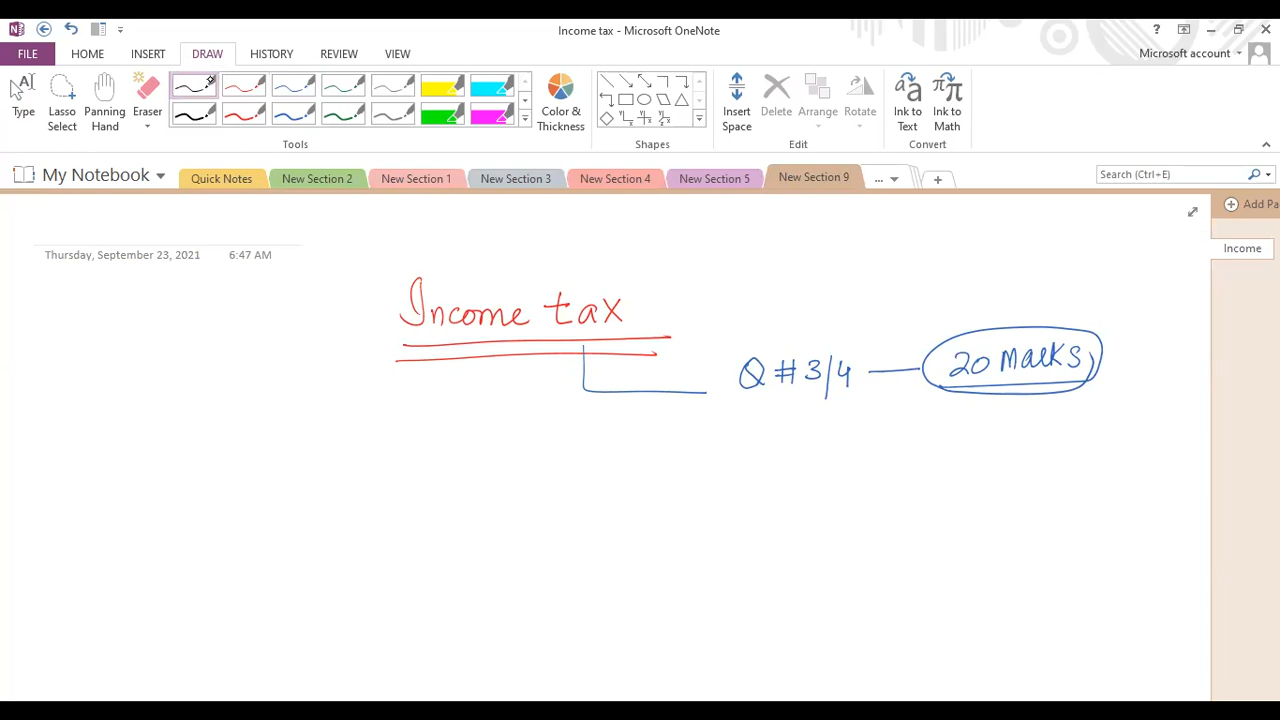 Income tax - Microsoft OneNote
FILE HOME INSERT DRAW HISTORY REVIEW VIEW
Microsoft account
Type
Lasso Select
Panning Hand
Eraser
Color & Thickness
Insert Space
Delete
Arrange
Rotate
Ink to Text
Ink to Math
Tools Shapes Edit Convert
My Notebook Quick Notes New Section 2 New Section 1 New Section 3 New Section 4 New Section 5 New Section 9 ... Search (Ctrl+E)
Add Pa
Thursday, September 23, 2021 6:47 AM
Income
Income tax
Q # 3/4 — 20 Marks